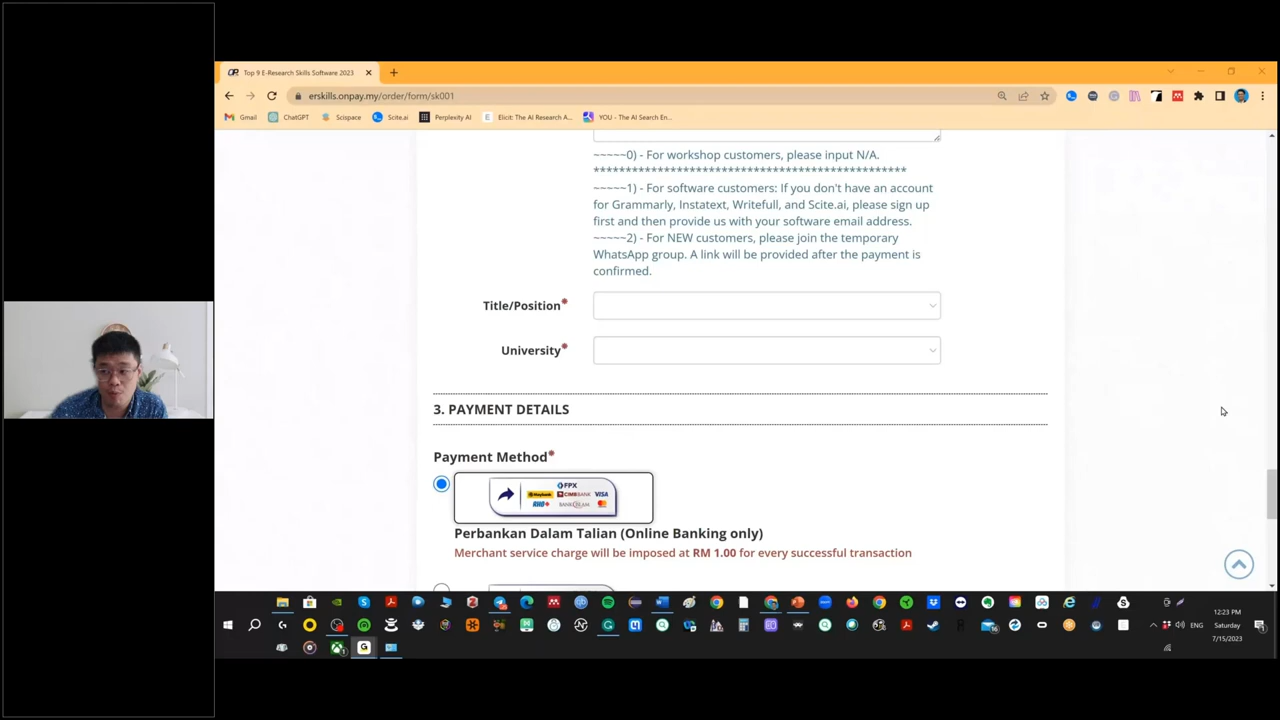 Top 9 E-Research Skills Software 2023
erskills.onpay.my/order/form/sk001
Gmail
ChatGPT
Scispace
Scite.ai
Perplexity AI
Elicit: The AI Research A...
YOU - The AI Search En...
~~~~~0) - For workshop customers, please input N/A.
************************************************
~~~~~1) - For software customers: If you don't have an account
for Grammarly, Instatext, Writefull, and Scite.ai, please sign up
first and then provide us with your software email address.
~~~~~2) - For NEW customers, please join the temporary
WhatsApp group. A link will be provided after the payment is
confirmed.
Title/Position*
University*
3. PAYMENT DETAILS
Payment Method*
FPX
Maybank CIMB BANK VISA
RHB BANK ISLAM
Perbankan Dalam Talian (Online Banking only)
Merchant service charge will be imposed at RM 1.00 for every successful transaction
12:23 PM
ENG Saturday
7/15/2023